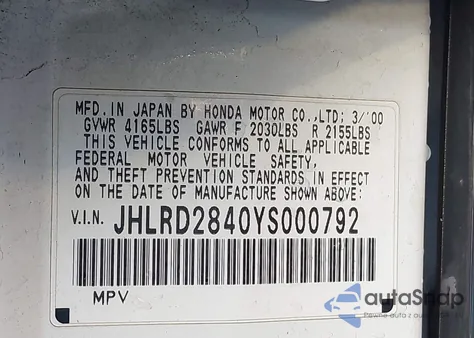 MFD. IN JAPAN BY HONDA MOTOR CO.,LTD; 3/'00
GVWR 4165LBS GAWR F 2030LBS R 2155LBS
THIS VEHICLE CONFORMS TO ALL APPLICABLE
FEDERAL MOTOR VEHICLE SAFETY,
AND THEFT PREVENTION STANDARDS IN EFFECT
ON THE DATE OF MANUFACTURE SHOWN ABOVE:
V.I.N. JHLRD2840YS000792
MPV
autoSnap
Pewne auta z